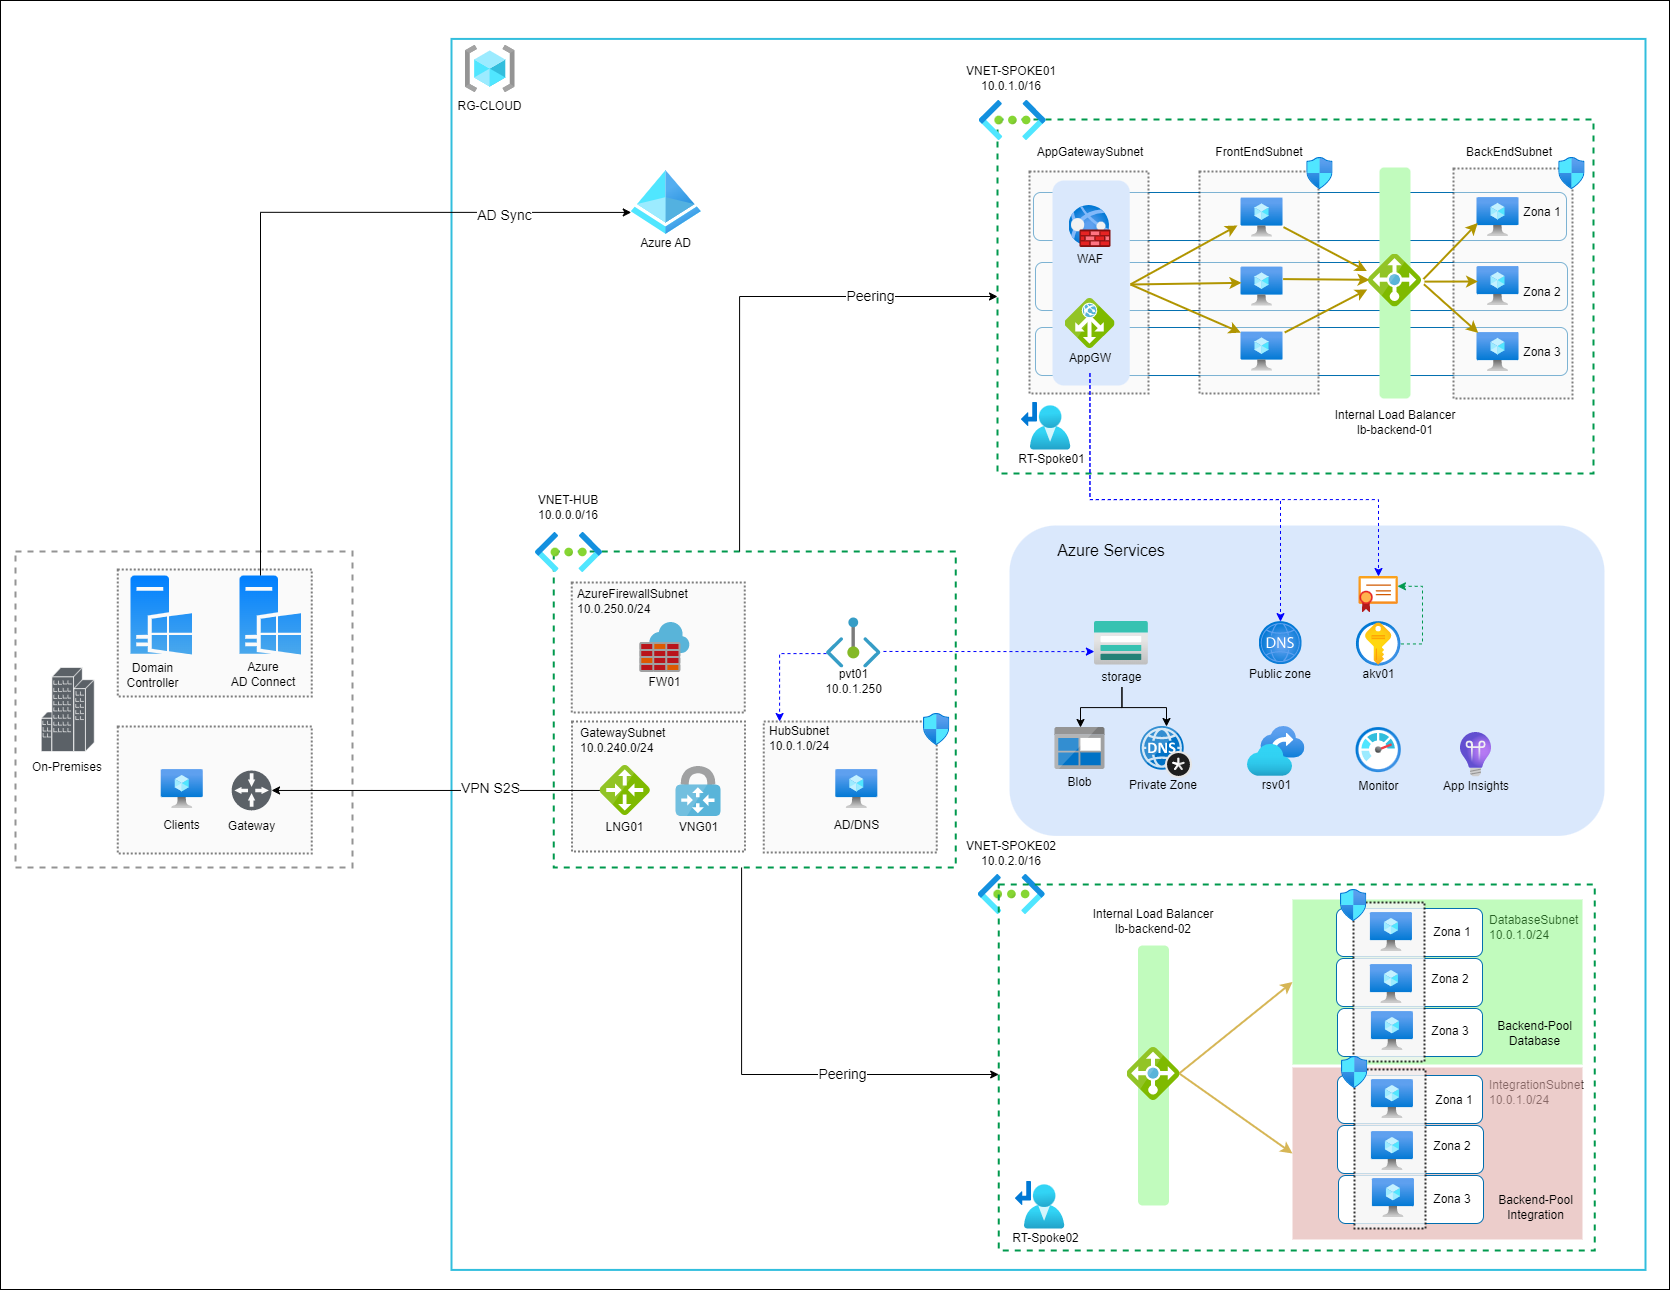 RG-CLOUD
VNET-SPOKE01
10.0.1.0/16
AppGatewaySubnet
FrontEndSubnet
BackEndSubnet
WAF
AppGW
Zona 1
Zona 2
Zona 3
Internal Load Balancer
lb-backend-01
RT-Spoke01
AD Sync
Azure AD
Peering
VNET-HUB
10.0.0.0/16
AzureFirewallSubnet
10.0.250.0/24
FW01
pvt01
10.0.1.250
GatewaySubnet
10.0.240.0/24
LNG01
VNG01
HubSubnet
10.0.1.0/24
AD/DNS
Domain
Controller
Azure
AD Connect
On-Premises
Clients
Gateway
VPN S2S
Azure Services
storage
DNS
Public zone
akv01
Blob
DNS
Private Zone
rsv01
Monitor
App Insights
VNET-SPOKE02
10.0.2.0/16
Internal Load Balancer
lb-backend-02
Peering
RT-Spoke02
DatabaseSubnet
10.0.1.0/24
Zona 1
Zona 2
Zona 3
Backend-Pool
Database
IntegrationSubnet
10.0.1.0/24
Zona 1
Zona 2
Zona 3
Backend-Pool
Integration